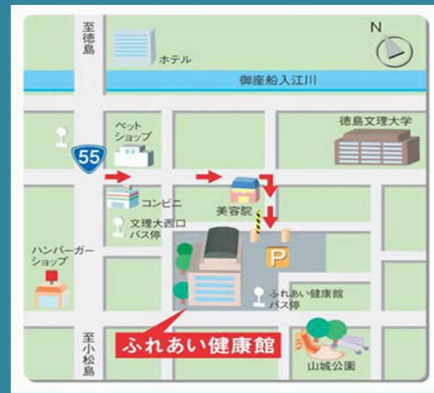 至徳島
N
ホテル
御座船入江川
徳島文理大学
ペット
ショップ
55
コンビニ
美容院
文理大西口
バス停
ハンバーガー
ショップ
P
ふれあい健康館
バス停
ふれあい健康館
至小松島
山城公園